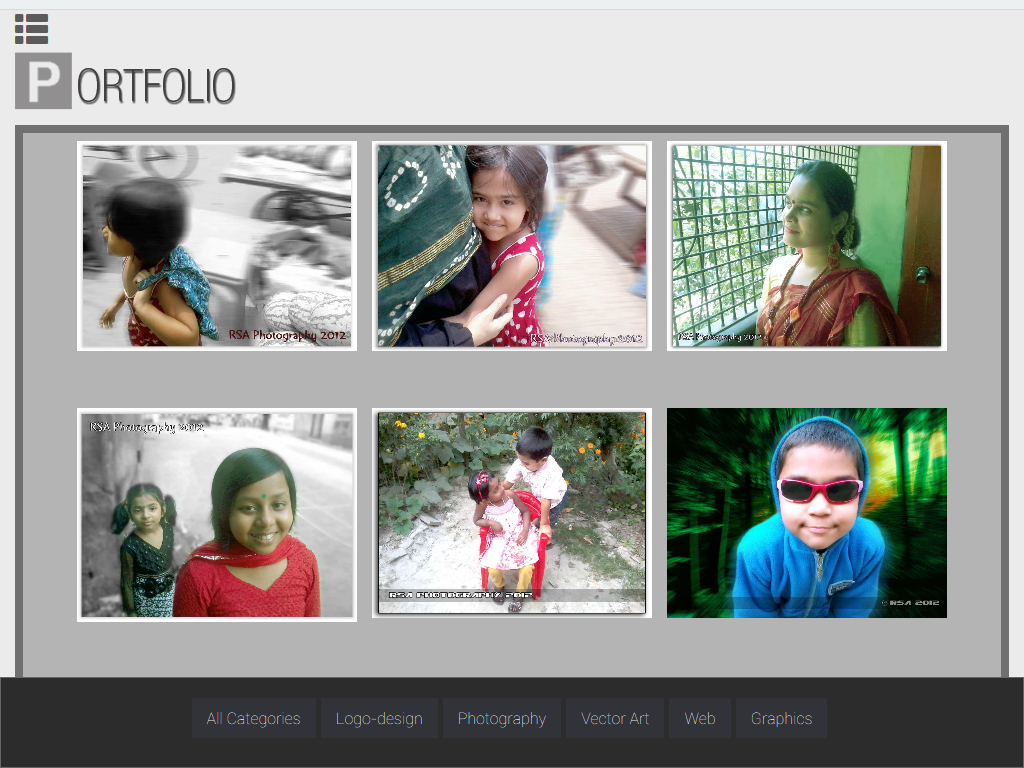 PORTFOLIO
RSA Photography 2012
RSA Photography 2012
RSA Photography 2012
RSA Photography 2012
RSA PHOTOGRAPHY 2012
© RSA 2012
All Categories
Logo-design
Photography
Vector Art
Web
Graphics